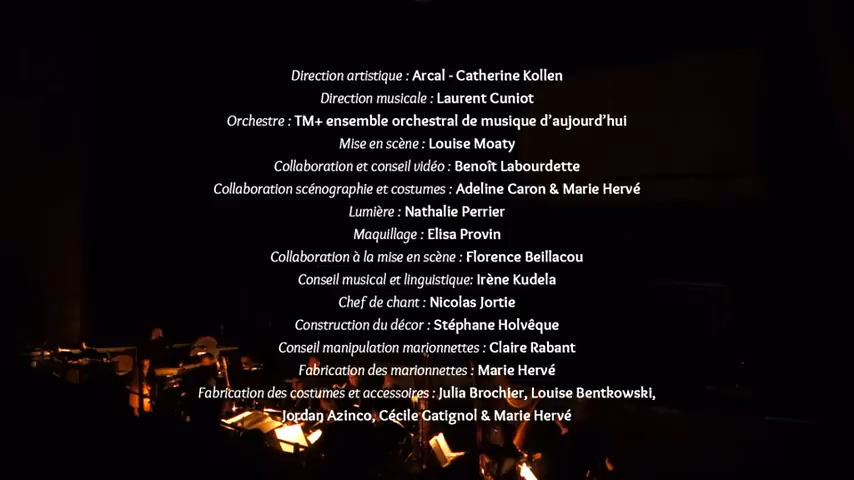 Direction artistique : Arcal - Catherine Kollen
Direction musicale : Laurent Cuniot
Orchestre : TM+ ensemble orchestral de musique d'aujourd'hui
Mise en scène : Louise Moaty
Collaboration et conseil vidéo : Benoît Labourdette
Collaboration scénographie et costumes : Adeline Caron & Marie Hervé
Lumière : Nathalie Perrier
Maquillage : Elisa Provin
Collaboration à la mise en scène : Florence Beillacou
Conseil musical et linguistique: Irène Kudela
Chef de chant : Nicolas Jortie
Construction du décor : Stéphane Holvêque
Conseil manipulation marionnettes : Claire Rabant
Fabrication des marionnettes : Marie Hervé
Fabrication des costumes et accessoires : Julia Brochier, Louise Bentkowski,
Jordan Azinco, Cécile Gatignol & Marie Hervé